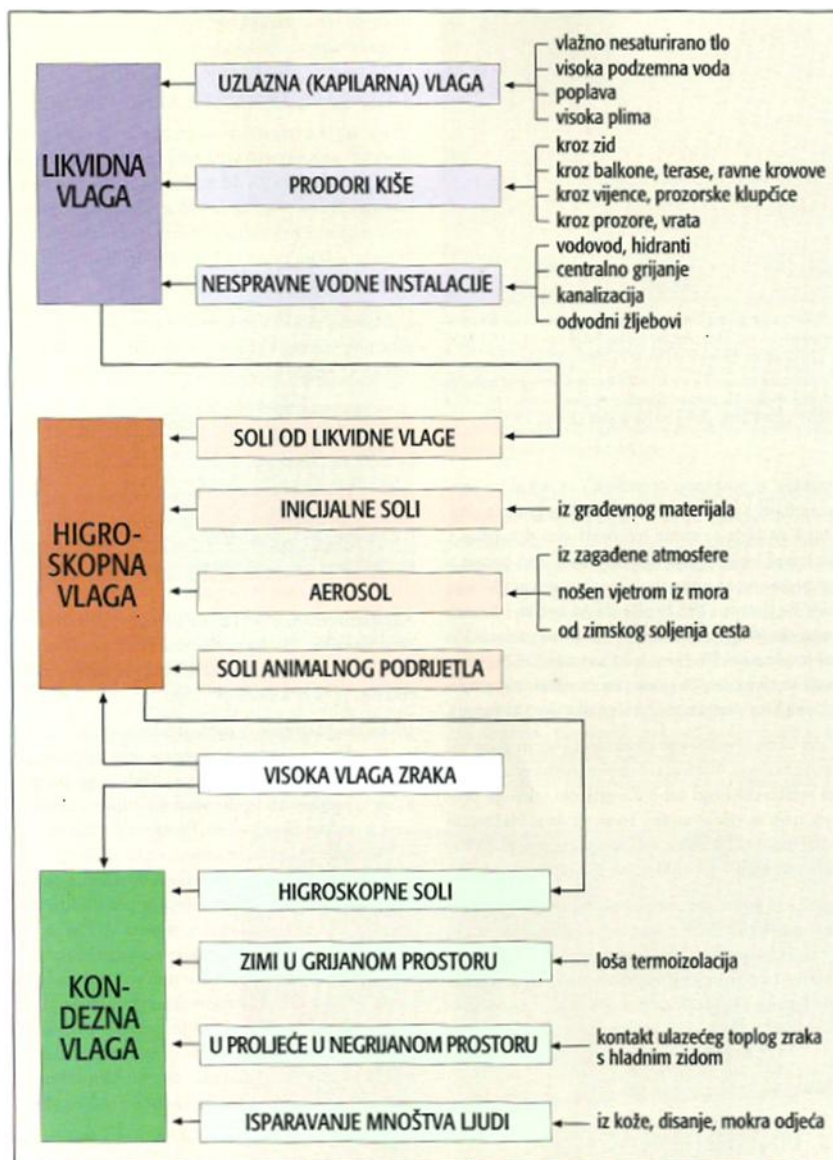 LIKVIDNA
VLAGA
UZLAZNA (KAPILARNA) VLAGA
vlažno nesaturirano tlo
visoka podzemna voda
poplava
visoka plima
PRODORI KIŠE
kroz zid
kroz balkone, terase, ravne krovove
kroz vijence, prozorske klupčice
kroz prozore, vrata
NEISPRAVNE VODNE INSTALACIJE
vodovod, hidranti
centralno grijanje
kanalizacija
odvodni žljebovi
HIGRO-
SKOPNA
VLAGA
SOLI OD LIKVIDNE VLAGE
INICIJALNE SOLI
iz građevnog materijala
AEROSOL
iz zagađene atmosfere
nošen vjetrom iz mora
od zimskog soljenja cesta
SOLI ANIMALNOG PODRIJETLA
VISOKA VLAGA ZRAKA
KON-
DEZNA
VLAGA
HIGROSKOPNE SOLI
ZIMI U GRIJANOM PROSTORU
loša termoizolacija
U PROLJEĆE U NEGRIJANOM PROSTORU
kontakt ulazećeg toplog zraka
s hladnim zidom
ISPARAVANJE MNOŠTVA LJUDI
iz kože, disanje, mokra odjeća